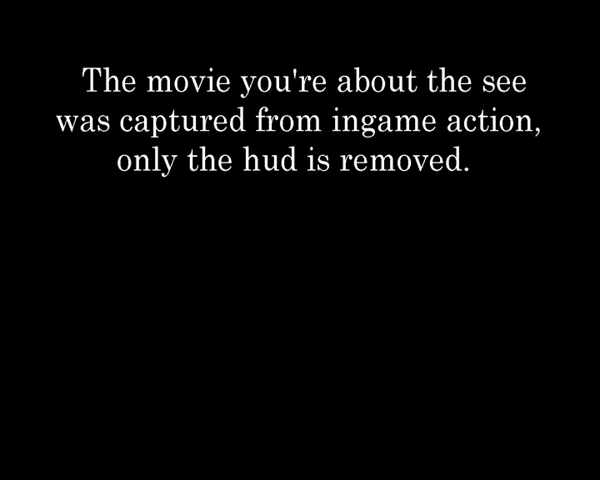 The movie you're about the see
was captured from ingame action,
only the hud is removed.